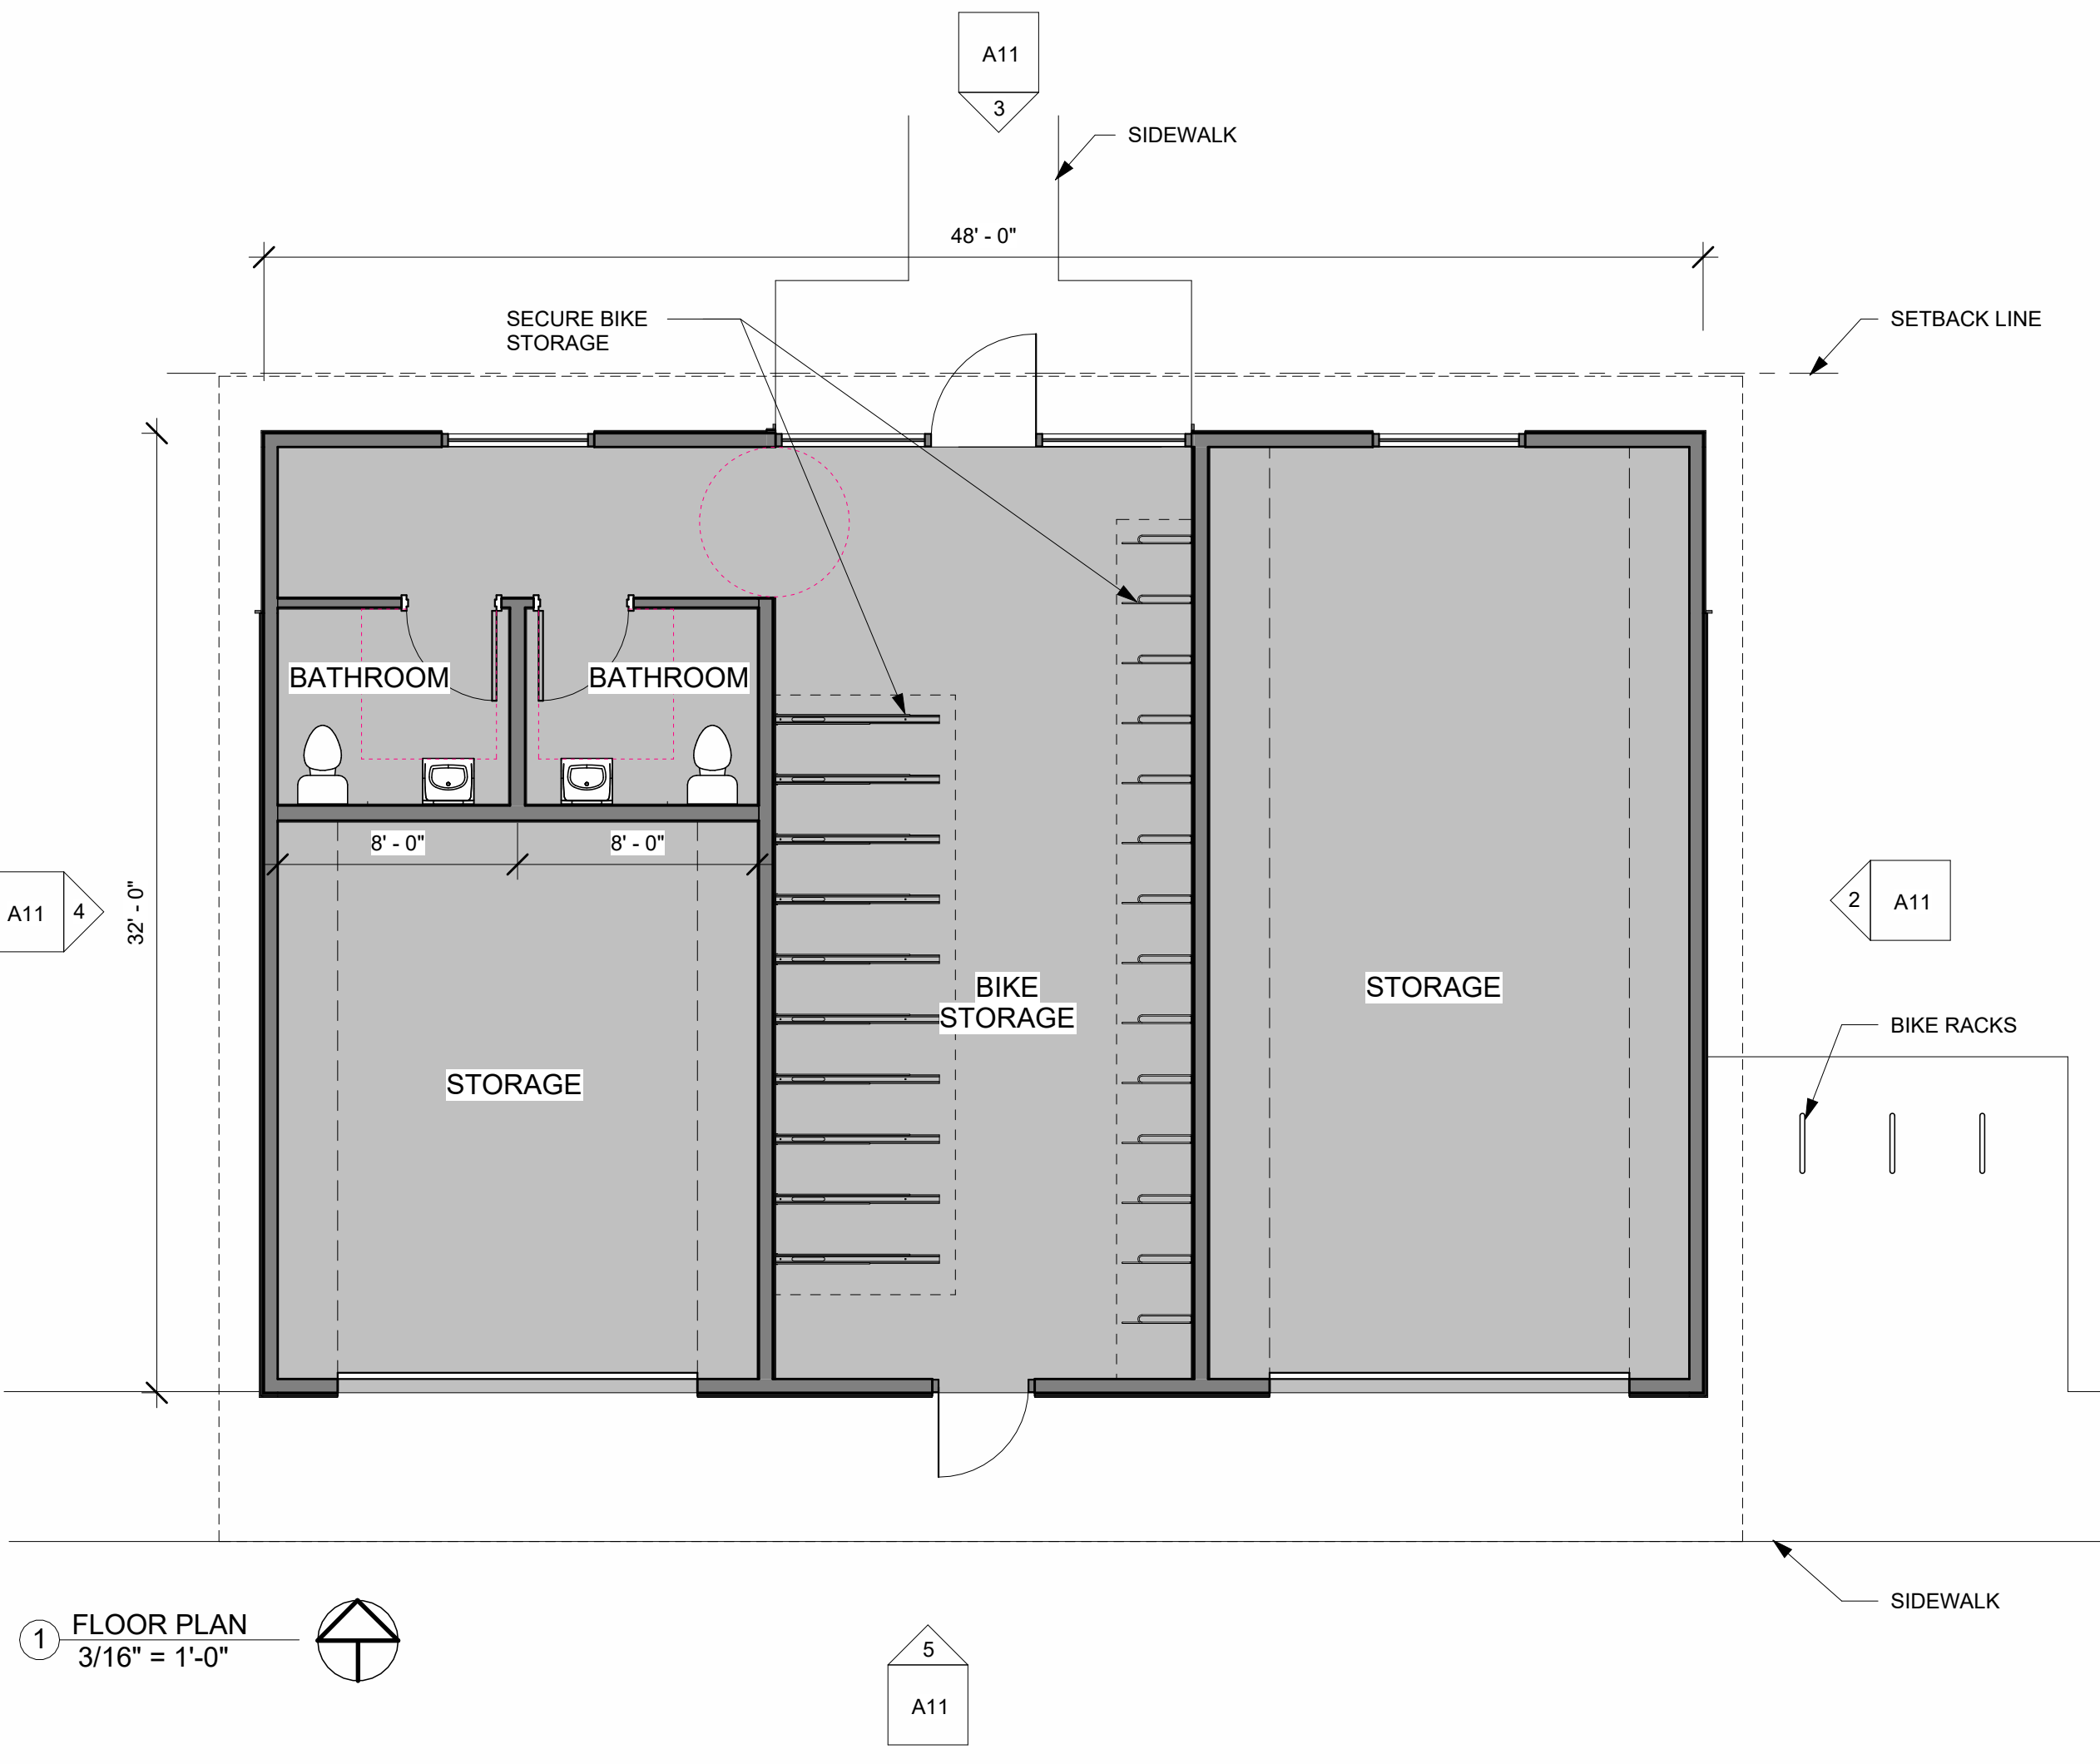 A11
3
SIDEWALK
48' - 0"
SECURE BIKE
STORAGE
SETBACK LINE
BATHROOM
BATHROOM
8' - 0"
8' - 0"
32' - 0"
A11
4
2
A11
BIKE
STORAGE
STORAGE
BIKE RACKS
STORAGE
SIDEWALK
1
FLOOR PLAN
3/16" = 1'-0"
5
A11